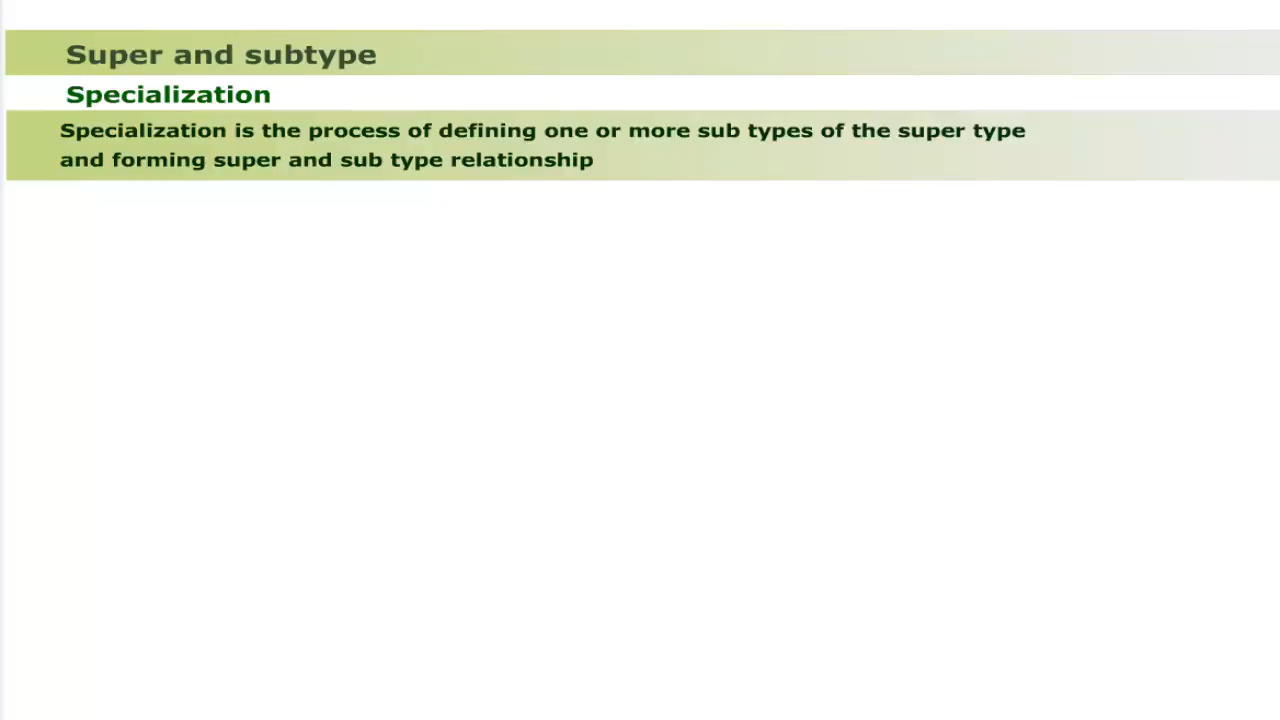 Super and subtype
Specialization
Specialization is the process of defining one or more sub types of the super type
and forming super and sub type relationship